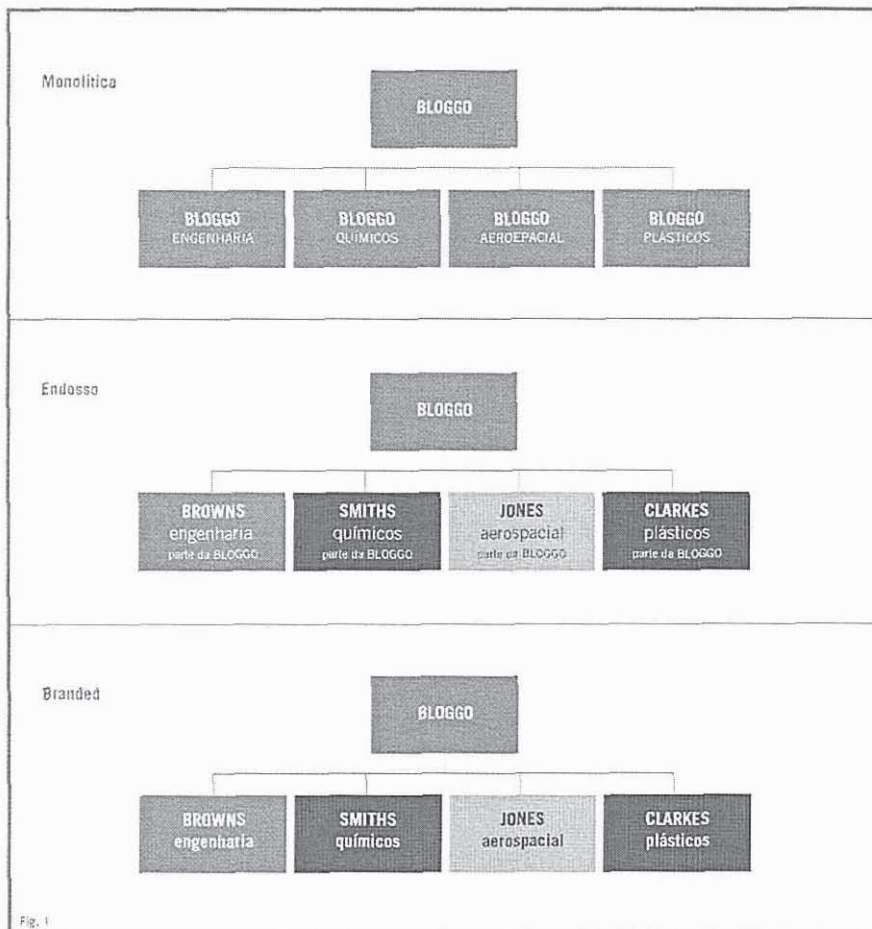 Monolítica
BLOGGO
BLOGGO
ENGENHARIA
BLOGGO
QUÍMICOS
BLOGGO
AEROEPACIAL
BLOGGO
PLÁSTICOS
Endosso
BLOGGO
BROWNS
engenharia
parte da BLOGGO
SMITHS
químicos
parte da BLOGGO
JONES
aerospacial
parte da BLOGGO
CLARKES
plásticos
parte da BLOGGO
Branded
BLOGGO
BROWNS
engenharia
SMITHS
químicos
JONES
aerospacial
CLARKES
plásticos
Fig. 1